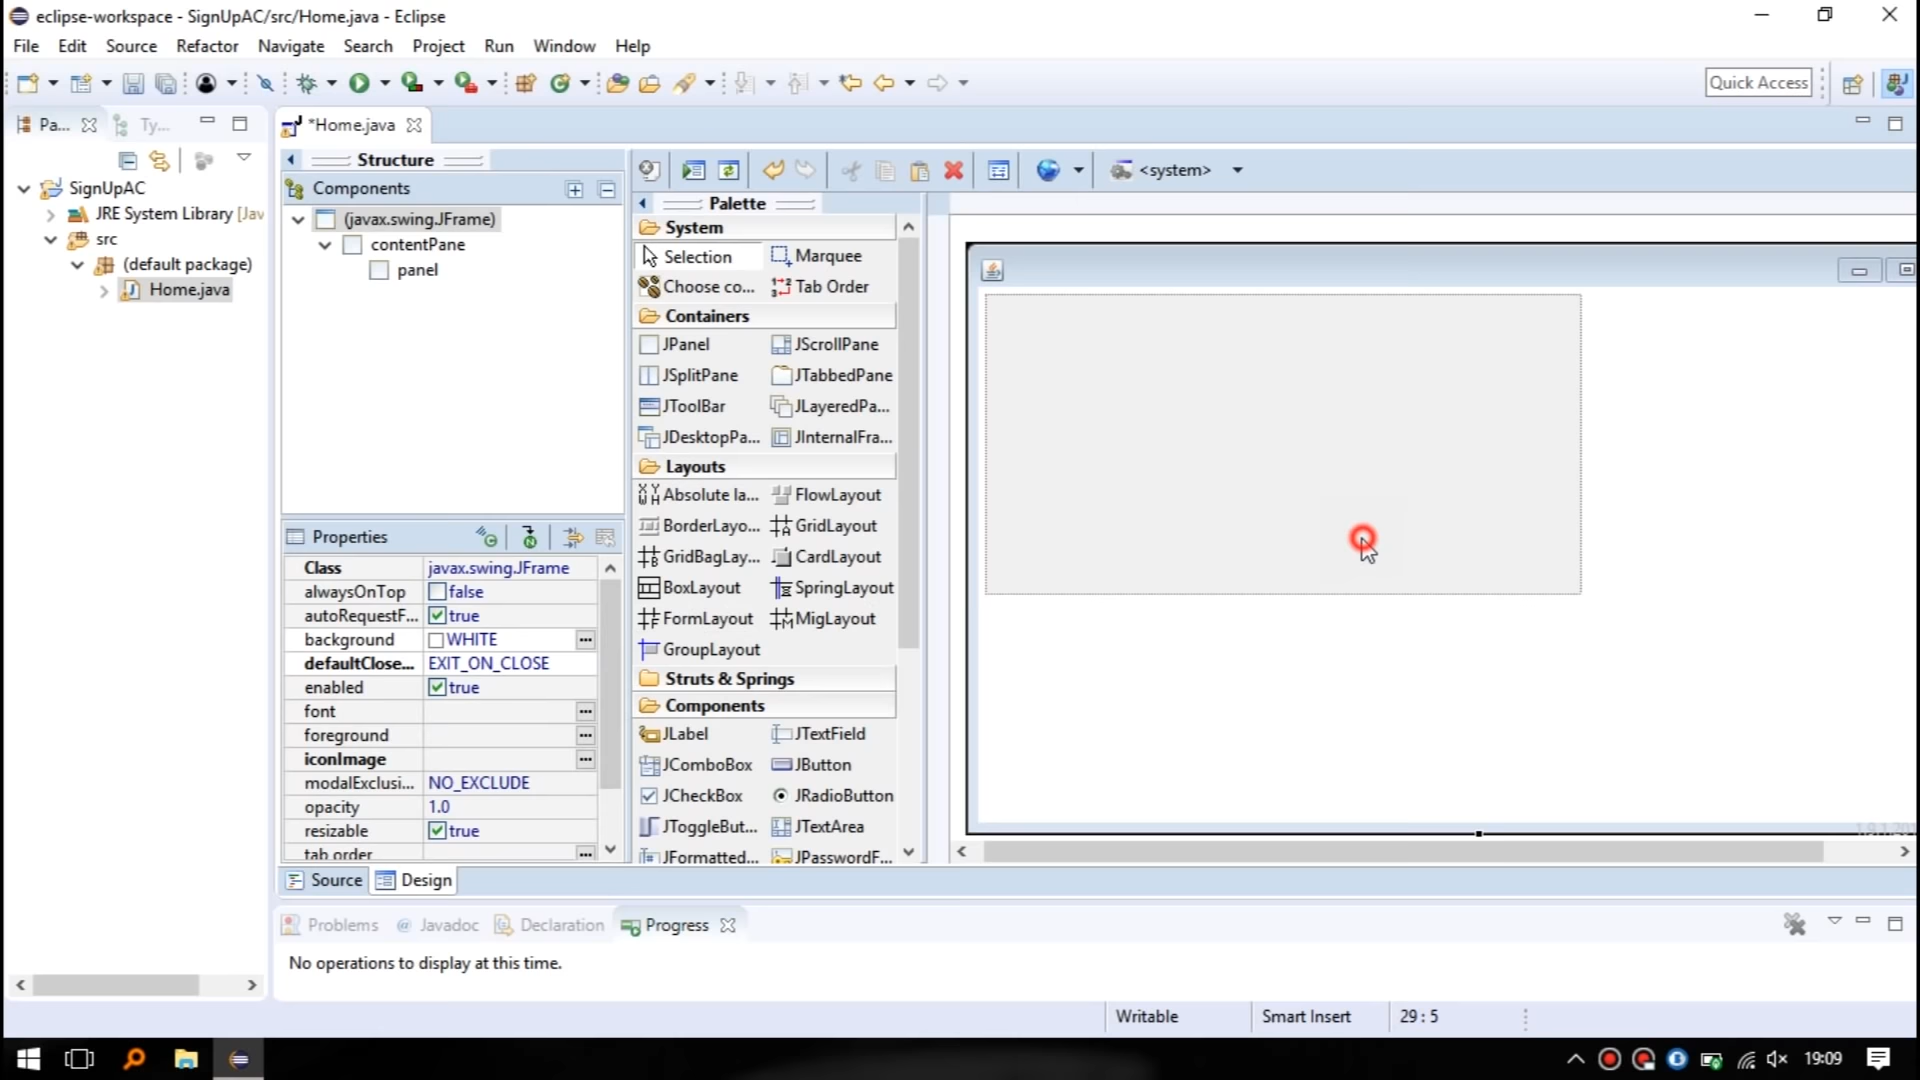 eclipse-workspace - SignUpAC/src/Home.java - Eclipse
File Edit Source Refactor Navigate Search Project Run Window Help
Quick Access
Pa...
Ty...
*Home.java
Structure
<system>
Components
Palette
SignUpAC
(javax.swing.JFrame)
System
JRE System Library [Jav
contentPane
Selection
Marquee
src
panel
Choose co...
Tab Order
(default package)
Containers
Home.java
JPanel
JScrollPane
JSplitPane
JTabbedPane
JToolBar
JLayeredPa...
JDesktopPa...
JInternalFra...
Layouts
Absolute la...
FlowLayout
BorderLayo...
GridLayout
GridBagLay...
CardLayout
BoxLayout
SpringLayout
FormLayout
MigLayout
GroupLayout
Struts & Springs
Components
JLabel
JTextField
JComboBox
JButton
JCheckBox
JRadioButton
JToggleBut...
JTextArea
JFormatted...
JPasswordF...
Properties
Class javax.swing.JFrame
alwaysOnTop false
autoRequestF... true
background WHITE
defaultClose... EXIT_ON_CLOSE
enabled true
font
foreground
iconImage
modalExclusi... NO_EXCLUDE
opacity 1.0
resizable true
tab order
Source
Design
Problems
@ Javadoc
Declaration
Progress
No operations to display at this time.
Writable
Smart Insert
29 : 5
19:09